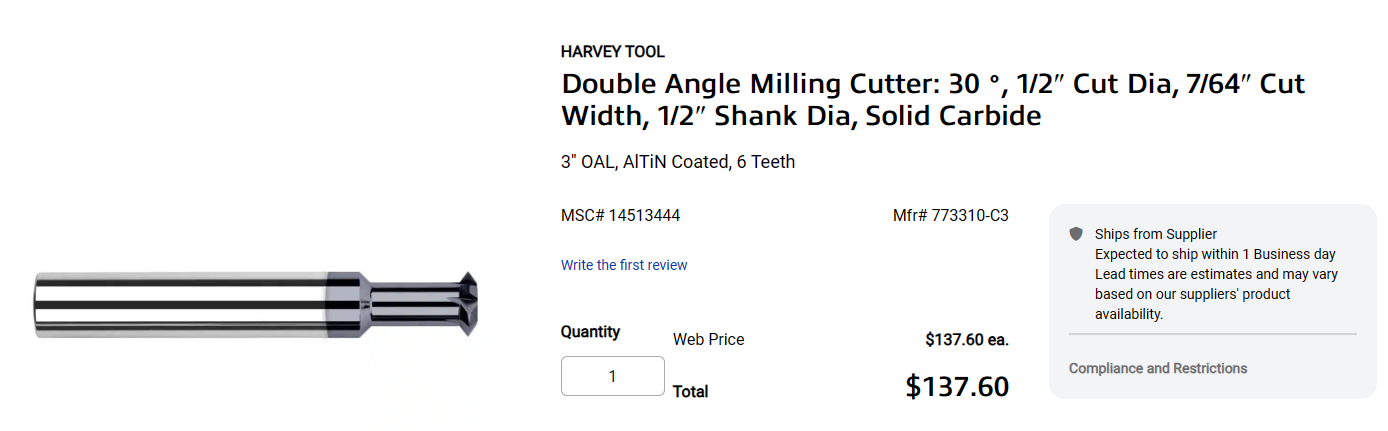 HARVEY TOOL
Double Angle Milling Cutter: 30 °, 1/2″ Cut Dia, 7/64″ Cut
Width, 1/2″ Shank Dia, Solid Carbide
3" OAL, AlTiN Coated, 6 Teeth
MSC# 14513444 Mfr# 773310-C3
Write the first review
Quantity
1
Web Price $137.60 ea.
Total $137.60
Ships from Supplier
Expected to ship within 1 Business day
Lead times are estimates and may vary
based on our suppliers' product
availability.
Compliance and Restrictions